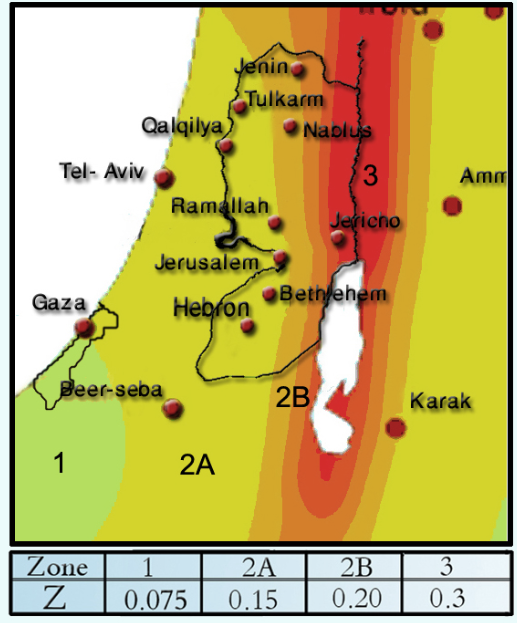 Jenin
Tulkarm
Qalqilya
Nablus
Tel- Aviv
3
Amm
Ramallah
Jericho
Jerusalem
Bethlehem
Gaza
Hebron
Beer-seba
2B
Karak
1
2A
Zone 1 2A 2B 3
Z 0.075 0.15 0.20 0.3